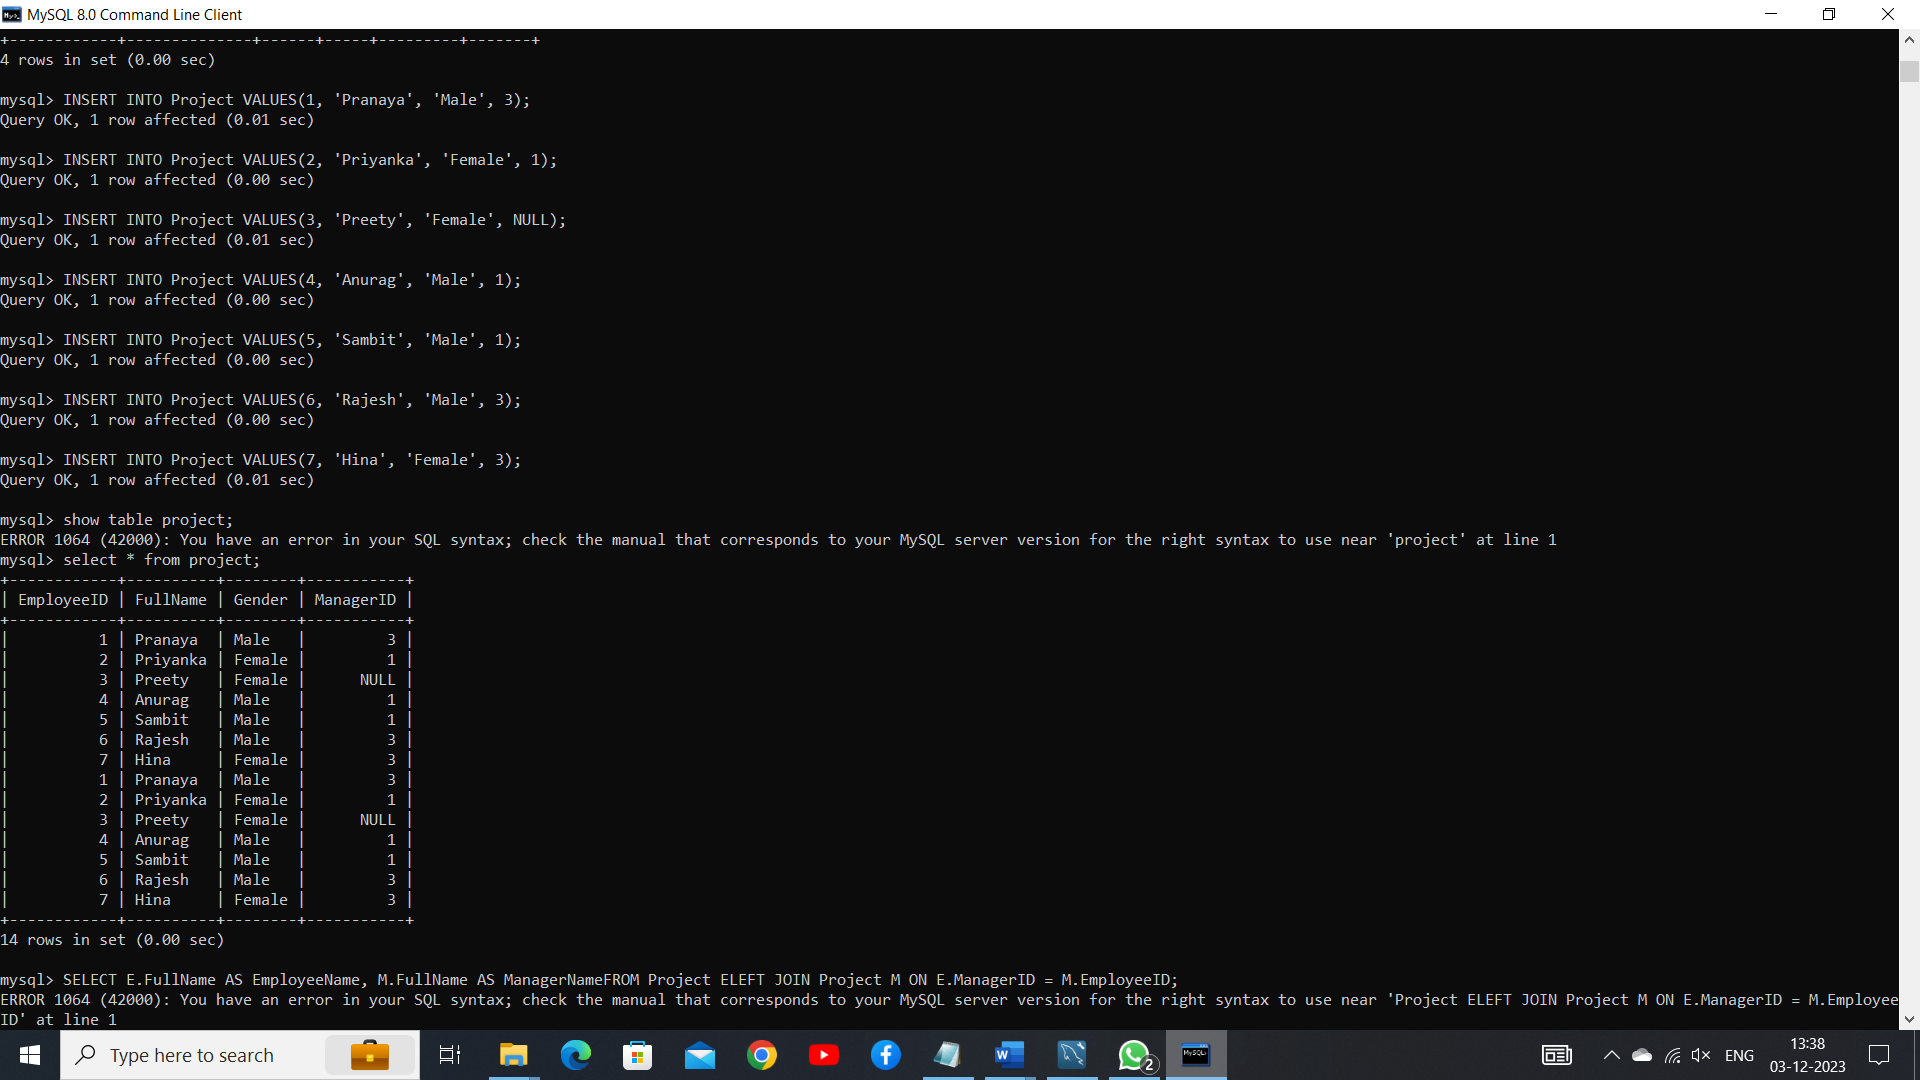 MySQL 8.0 Command Line Client
+------------+--------------+------+-----+---------+-------+
4 rows in set (0.00 sec)
mysql> INSERT INTO Project VALUES(1, 'Pranaya', 'Male', 3);
Query OK, 1 row affected (0.01 sec)
mysql> INSERT INTO Project VALUES(2, 'Priyanka', 'Female', 1);
Query OK, 1 row affected (0.00 sec)
mysql> INSERT INTO Project VALUES(3, 'Preety', 'Female', NULL);
Query OK, 1 row affected (0.01 sec)
mysql> INSERT INTO Project VALUES(4, 'Anurag', 'Male', 1);
Query OK, 1 row affected (0.00 sec)
mysql> INSERT INTO Project VALUES(5, 'Sambit', 'Male', 1);
Query OK, 1 row affected (0.00 sec)
mysql> INSERT INTO Project VALUES(6, 'Rajesh', 'Male', 3);
Query OK, 1 row affected (0.00 sec)
mysql> INSERT INTO Project VALUES(7, 'Hina', 'Female', 3);
Query OK, 1 row affected (0.01 sec)
mysql> show table project;
ERROR 1064 (42000): You have an error in your SQL syntax; check the manual that corresponds to your MySQL server version for the right syntax to use near 'project' at line 1
mysql> select * from project;
+------------+----------+--------+-----------+
| EmployeeID | FullName | Gender | ManagerID |
+------------+----------+--------+-----------+
|          1 | Pranaya  | Male   |         3 |
|          2 | Priyanka | Female |         1 |
|          3 | Preety   | Female |      NULL |
|          4 | Anurag   | Male   |         1 |
|          5 | Sambit   | Male   |         1 |
|          6 | Rajesh   | Male   |         3 |
|          7 | Hina     | Female |         3 |
|          1 | Pranaya  | Male   |         3 |
|          2 | Priyanka | Female |         1 |
|          3 | Preety   | Female |      NULL |
|          4 | Anurag   | Male   |         1 |
|          5 | Sambit   | Male   |         1 |
|          6 | Rajesh   | Male   |         3 |
|          7 | Hina     | Female |         3 |
+------------+----------+--------+-----------+
14 rows in set (0.00 sec)
mysql> SELECT E.FullName AS EmployeeName, M.FullName AS ManagerNameFROM Project ELEFT JOIN Project M ON E.ManagerID = M.EmployeeID;
ERROR 1064 (42000): You have an error in your SQL syntax; check the manual that corresponds to your MySQL server version for the right syntax to use near 'Project ELEFT JOIN Project M ON E.ManagerID = M.Employee
ID' at line 1
Type here to search
W
2
MySQL
ENG
13:38
03-12-2023